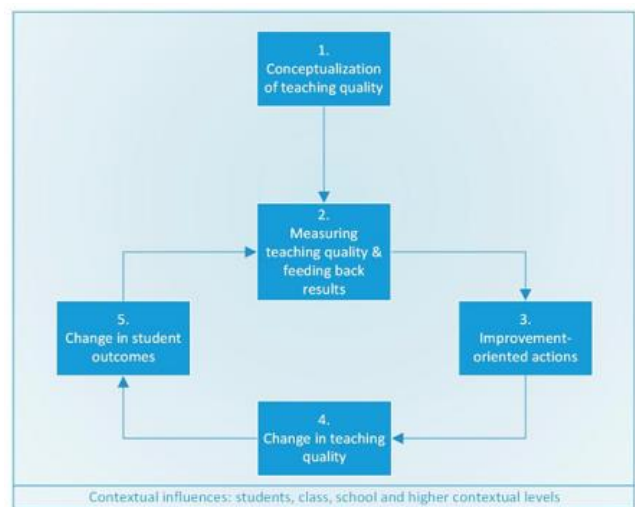 1.
Conceptualization
of teaching quality
2.
Measuring
teaching quality &
feeding back
results
5.
Change in student
outcomes
3.
Improvement-
oriented actions
4.
Change in teaching
quality
Contextual influences: students, class, school and higher contextual levels